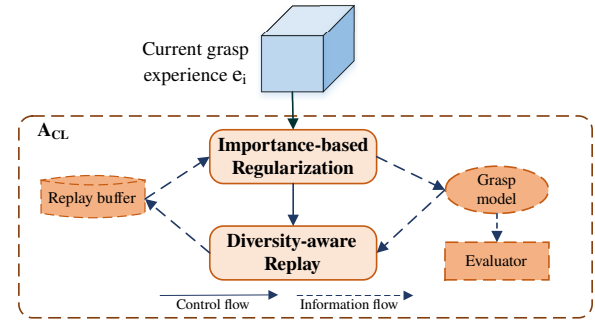 Current grasp
experience e_i
A_CL
Importance-based
Regularization
Replay buffer
Grasp
model
Diversity-aware
Replay
Evaluator
Control flow
Information flow